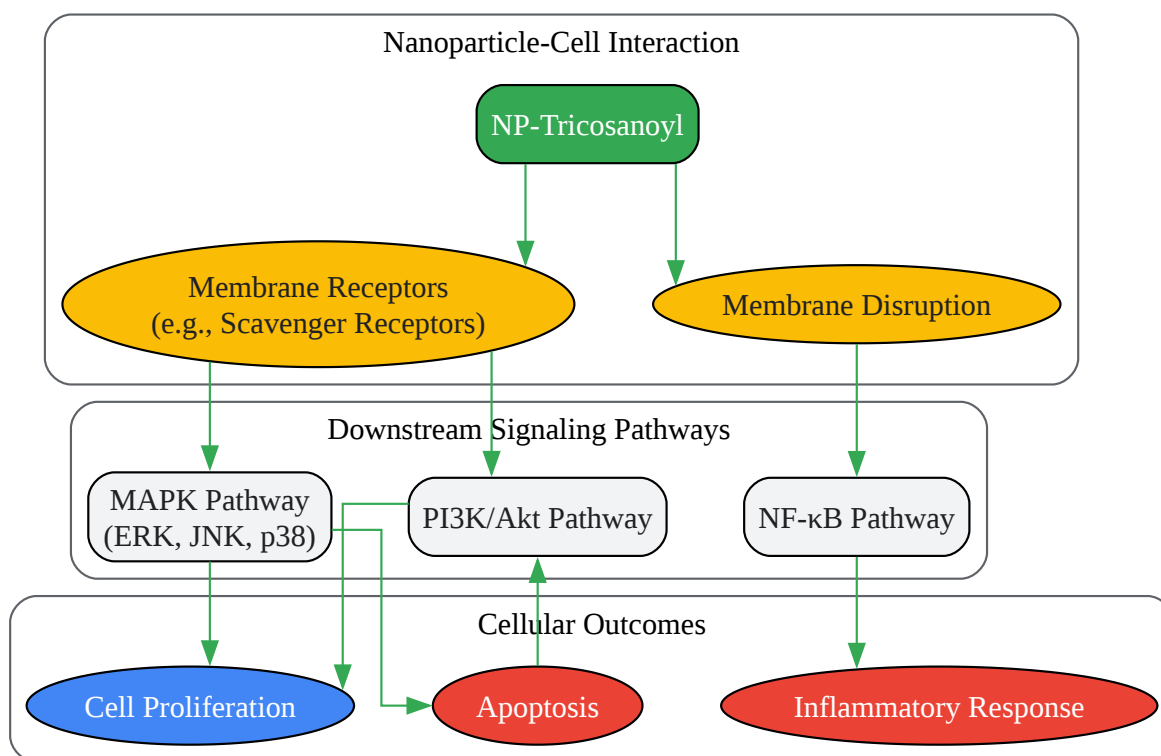 Nanoparticle-Cell Interaction
NP-Tricosanoyl
Membrane Receptors
(e.g., Scavenger Receptors)
Membrane Disruption
Downstream Signaling Pathways
MAPK Pathway
(ERK, JNK, p38)
PI3K/Akt Pathway
NF-κB Pathway
Cellular Outcomes
Cell Proliferation
Apoptosis
Inflammatory Response